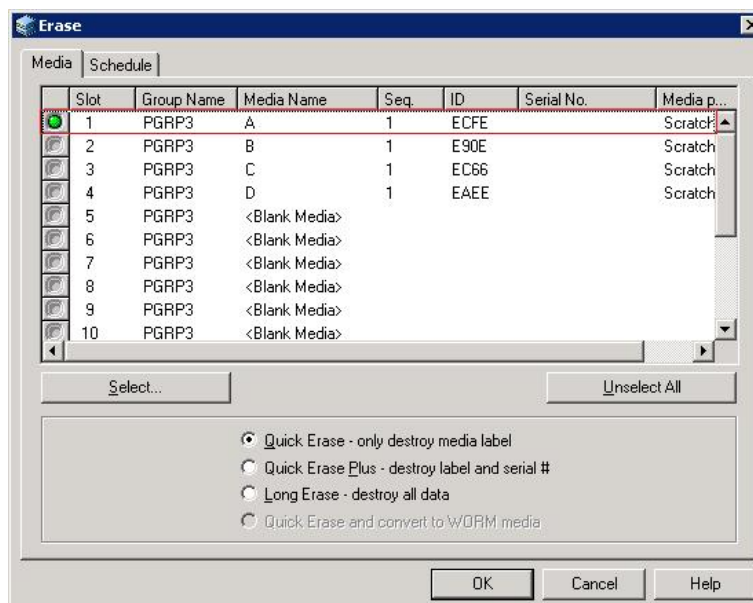 Erase
Media Schedule
Slot Group Name Media Name Seq. ID Serial No. Media p...
1 PGRP3 A 1 ECFE Scratch
2 PGRP3 B 1 E90E Scratch
3 PGRP3 C 1 EC66 Scratch
4 PGRP3 D 1 EAEE Scratch
5 PGRP3 <Blank Media>
6 PGRP3 <Blank Media>
7 PGRP3 <Blank Media>
8 PGRP3 <Blank Media>
9 PGRP3 <Blank Media>
10 PGRP3 <Blank Media>
Select... Unselect All
Quick Erase - only destroy media label
Quick Erase Plus - destroy label and serial #
Long Erase - destroy all data
Quick Erase and convert to WORM media
OK Cancel Help